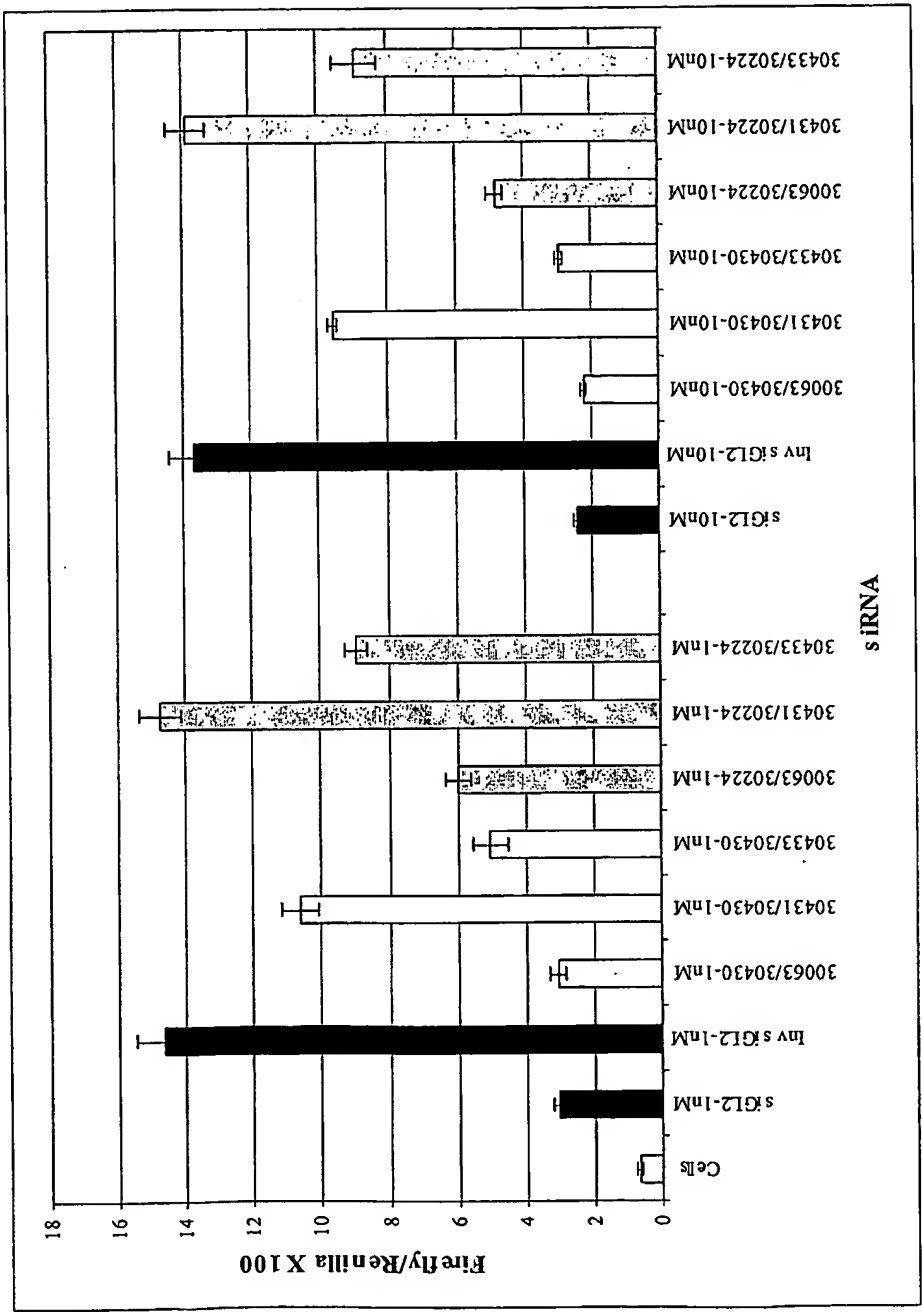 Firefly/Renilla X 100
18
16
14
12
10
8
6
4
2
0
Cells
siGL2-1nM
Inv siGL2-1nM
30063/30430-1nM
30431/30430-1nM
30433/30430-1nM
30063/30224-1nM
30431/30224-1nM
30433/30224-1nM
siGL2-10nM
Inv siGL2-10nM
30063/30430-10nM
30431/30430-10nM
30433/30430-10nM
30063/30224-10nM
30431/30224-10nM
30433/30224-10nM
siRNA